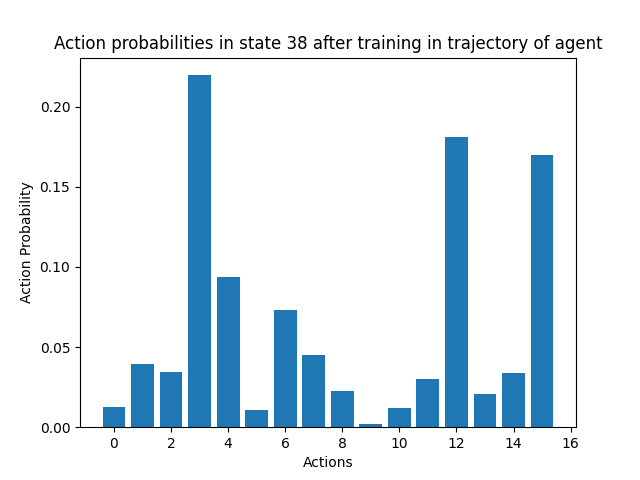 Action probabilities in state 38 after training in trajectory of agent
0.20
0.15
0.10
0.05
0.00
Action Probability
0 2 4 6 8 10 12 14 16
Actions